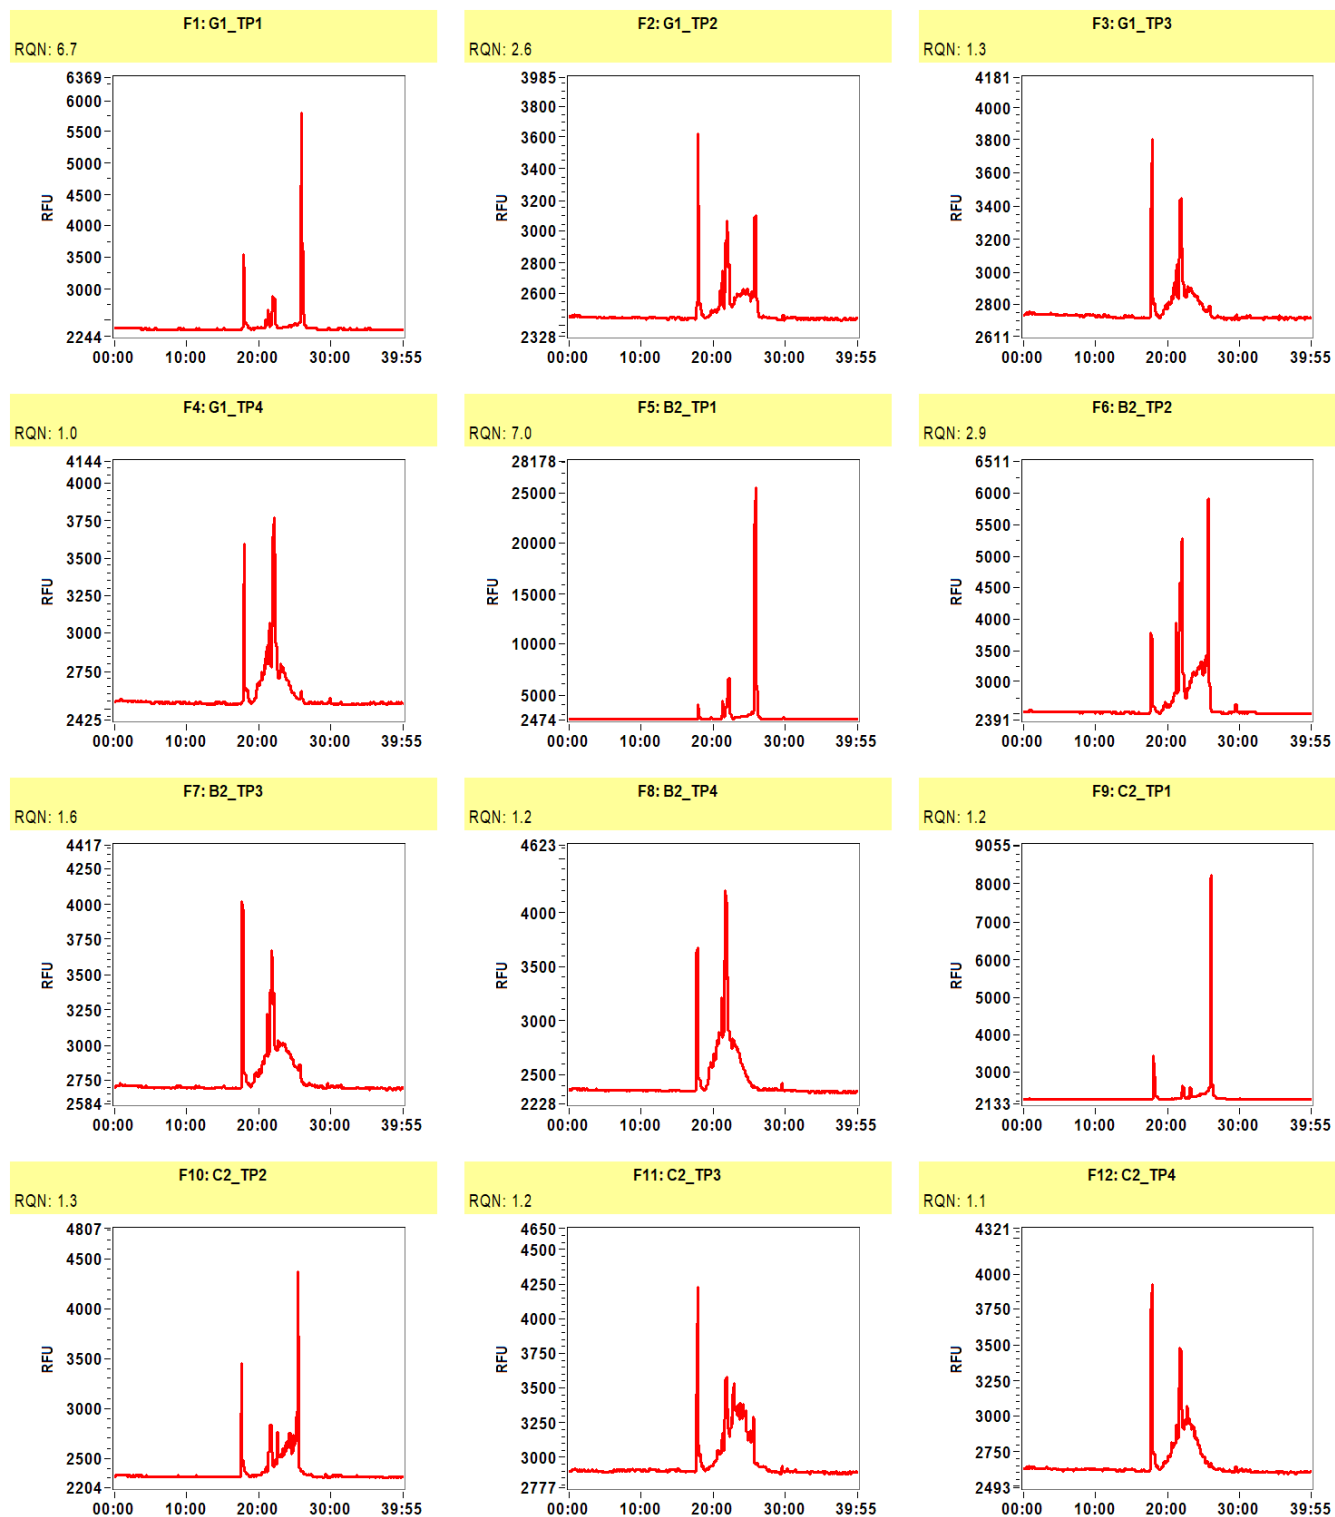 F1: G1_TP1
RQN: 6.7
6369
6000
5500
5000
4500
4000
3500
3000
2244
RFU
00:00 10:00 20:00 30:00 39:55
F2: G1_TP2
RQN: 2.6
3985
3800
3600
3400
3200
3000
2800
2600
2328
RFU
00:00 10:00 20:00 30:00 39:55
F3: G1_TP3
RQN: 1.3
4181
4000
3800
3600
3400
3200
3000
2800
2611
RFU
00:00 10:00 20:00 30:00 39:55
F4: G1_TP4
RQN: 1.0
4144
4000
3750
3500
3250
3000
2750
2425
RFU
00:00 10:00 20:00 30:00 39:55
F5: B2_TP1
RQN: 7.0
28178
25000
20000
15000
10000
5000
2474
RFU
00:00 10:00 20:00 30:00 39:55
F6: B2_TP2
RQN: 2.9
6511
6000
5500
5000
4500
4000
3500
3000
2391
RFU
00:00 10:00 20:00 30:00 39:55
F7: B2_TP3
RQN: 1.6
4417
4250
4000
3750
3500
3250
3000
2750
2584
RFU
00:00 10:00 20:00 30:00 39:55
F8: B2_TP4
RQN: 1.2
4623
4000
3500
3000
2500
2228
RFU
00:00 10:00 20:00 30:00 39:55
F9: C2_TP1
RQN: 1.2
9055
8000
7000
6000
5000
4000
3000
2133
RFU
00:00 10:00 20:00 30:00 39:55
F10: C2_TP2
RQN: 1.3
4807
4500
4000
3500
3000
2500
2204
RFU
00:00 10:00 20:00 30:00 39:55
F11: C2_TP3
RQN: 1.2
4650
4500
4250
4000
3750
3500
3250
3000
2777
RFU
00:00 10:00 20:00 30:00 39:55
F12: C2_TP4
RQN: 1.1
4321
4000
3750
3500
3250
3000
2750
2493
RFU
00:00 10:00 20:00 30:00 39:55